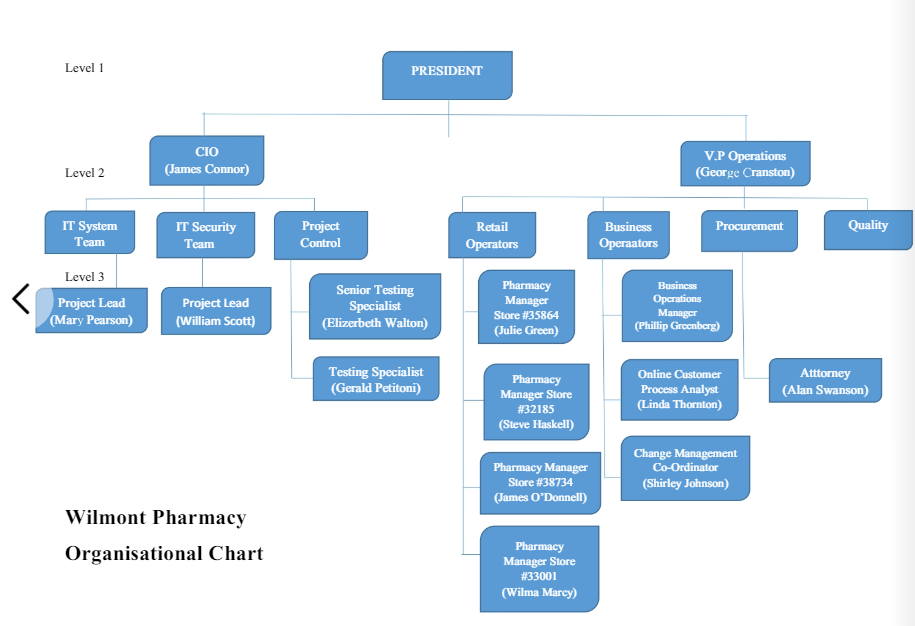 Level 1
PRESIDENT
CIO
(James Connor)
V.P Operations
(George Cranston)
Level 2
IT System
Team
IT Security
Team
Project
Control
Retail
Operators
Business
Operaators
Procurement
Quality
Level 3
Project Lead
(Mary Pearson)
Project Lead
(William Scott)
Senior Testing
Specialist
(Elizerbeth Walton)
Testing Specialist
(Gerald Petitoni)
Pharmacy
Manager
Store #35864
(Julie Green)
Pharmacy
Manager Store
#32185
(Steve Haskell)
Pharmacy Manager
Store #38734
(James O'Donnell)
Pharmacy
Manager Store
#33001
(Wilma Marcy)
Business
Operations
Manager
(Phillip Greenberg)
Online Customer
Process Analyst
(Linda Thornton)
Change Management
Co-Ordinator
(Shirley Johnson)
Atttorney
(Alan Swanson)
Wilmont Pharmacy
Organisational Chart